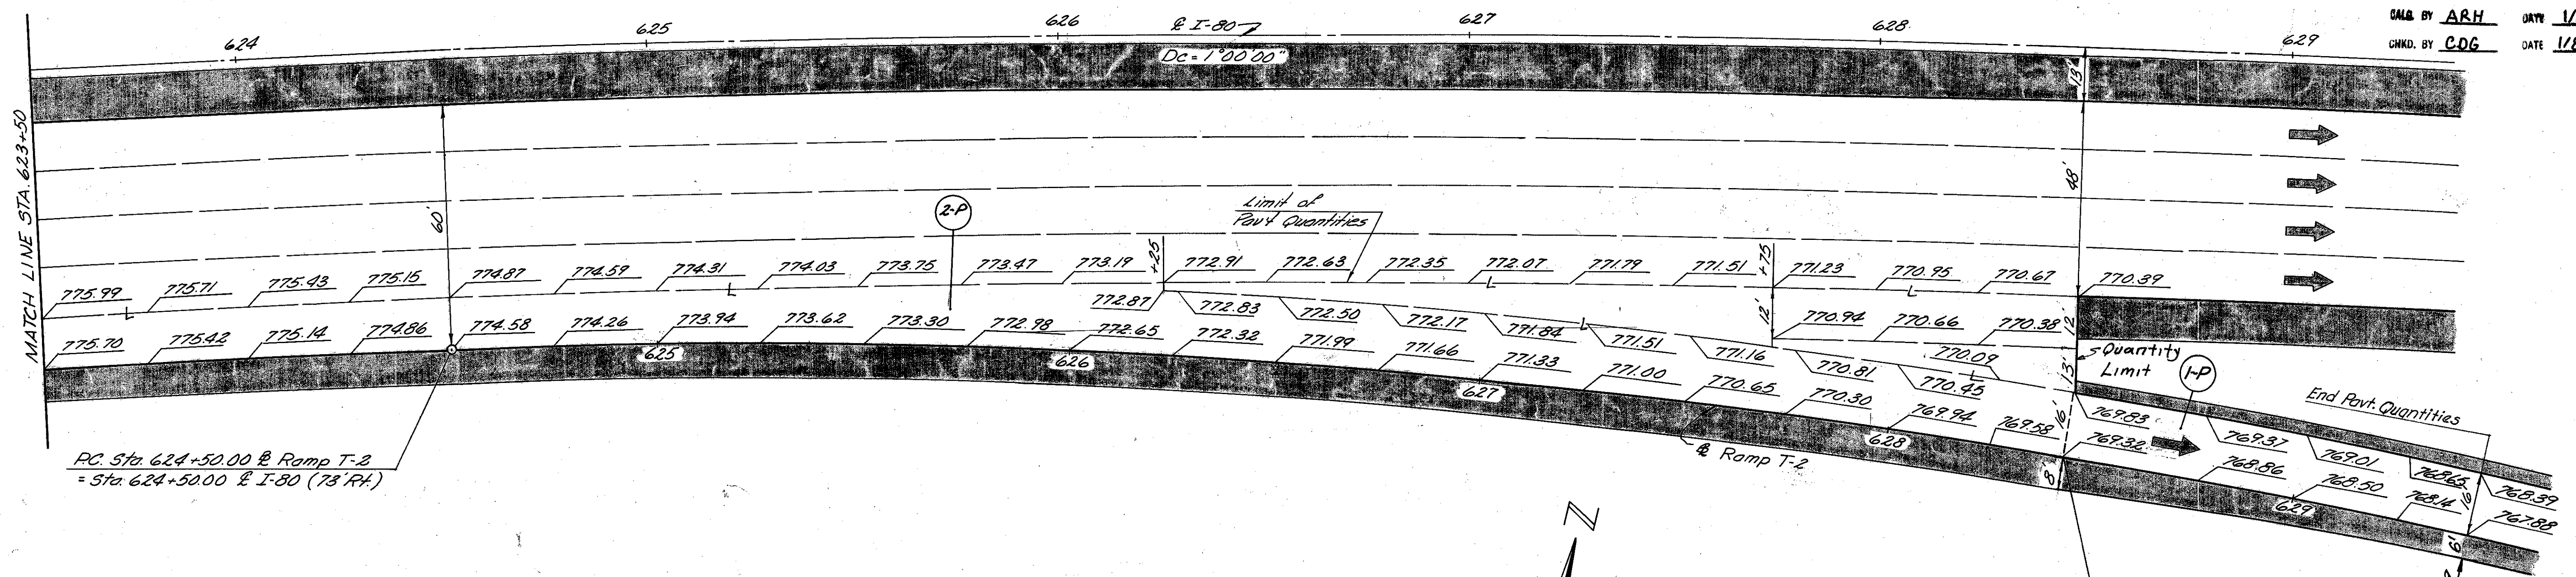 CALC. BY ARH DATE 1/
CHKD. BY CDG DATE 1/8
624
625
626
℄ I-80
627
628
629
Dc = 1°00'00"
13'
MATCH LINE STA. 623+50
60'
48'
2-P
Limit of
Pav't Quantities
+25
+75
775.99 775.71 775.43 775.15 774.87 774.59 774.31 774.03 773.75 773.47 773.19 772.91 772.63 772.35 772.07 771.79 771.51 771.23 770.95 770.67 770.39
L L L L
772.87 772.83 772.50 772.17 771.84 771.51 771.16 770.81 770.45 770.09
L L
12'
770.94 770.66 770.38
12'
775.70 775.42 775.14 774.86 774.58 774.26 773.94 773.62 773.30 772.98 772.65 772.32 771.99 771.66 771.33 771.00 770.65 770.30 769.94 769.58 769.32
Quantity
Limit
13'
1-P
End Pavt. Quantities
625
626
627
628
629
16'
769.83 769.37 769.01 768.65 768.39
768.86 768.50 768.14 767.88
16'
8'
6'
℄ Ramp T-2
P.C. Sta. 624+50.00 ℄ Ramp T-2
= Sta. 624+50.00 ℄ I-80 (73' Rt.)
N